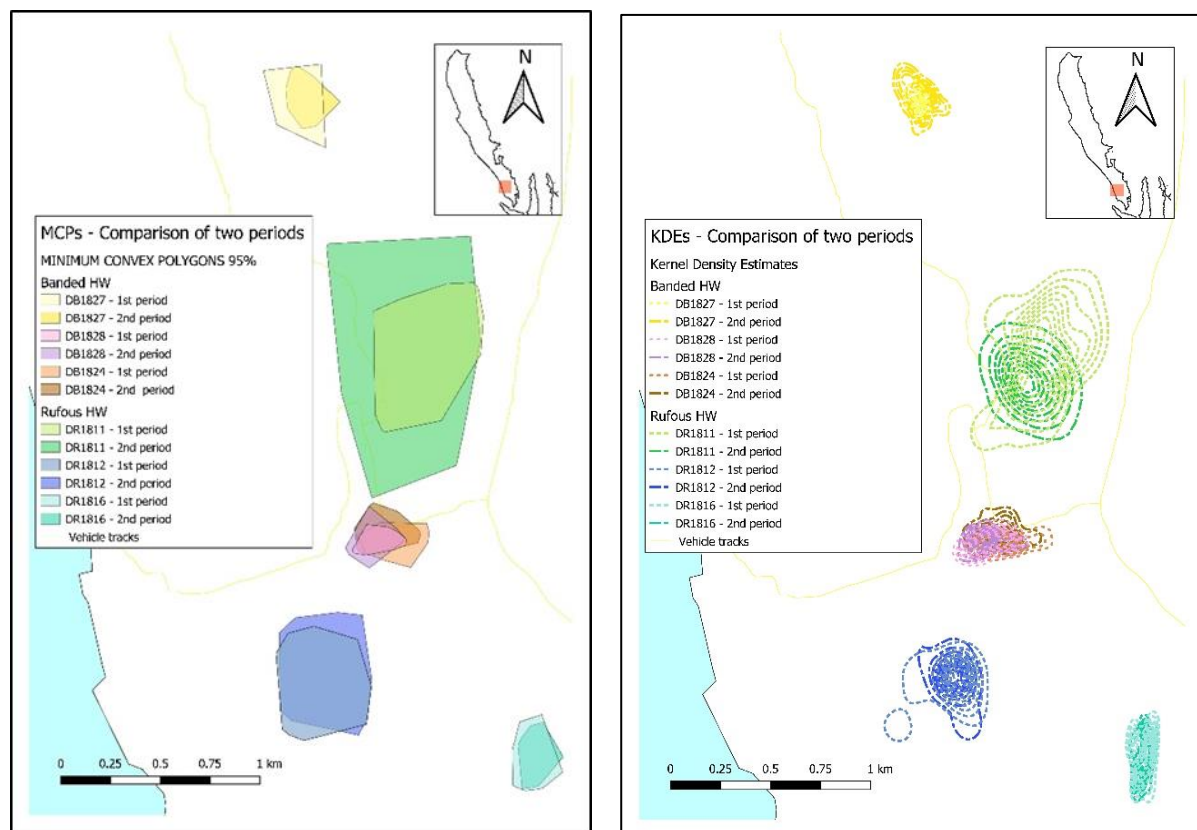 N
MCPs - Comparison of two periods
MINIMUM CONVEX POLYGONS 95%
Banded HW
DB1827 - 1st period
DB1827 - 2nd period
DB1828 - 1st period
DB1828 - 2nd period
DB1824 - 1st period
DB1824 - 2nd period
Rufous HW
DR1811 - 1st period
DR1811 - 2nd period
DR1812 - 1st period
DR1812 - 2nd period
DR1816 - 1st period
DR1816 - 2nd period
Vehicle tracks
0 0.25 0.5 0.75 1 km
N
KDEs - Comparison of two periods
Kernel Density Estimates
Banded HW
DB1827 - 1st period
DB1827 - 2nd period
DB1828 - 1st period
DB1828 - 2nd period
DB1824 - 1st period
DB1824 - 2nd period
Rufous HW
DR1811 - 1st period
DR1811 - 2nd period
DR1812 - 1st period
DR1812 - 2nd period
DR1816 - 1st period
DR1816 - 2nd period
Vehicle tracks
0 0.25 0.5 0.75 1 km